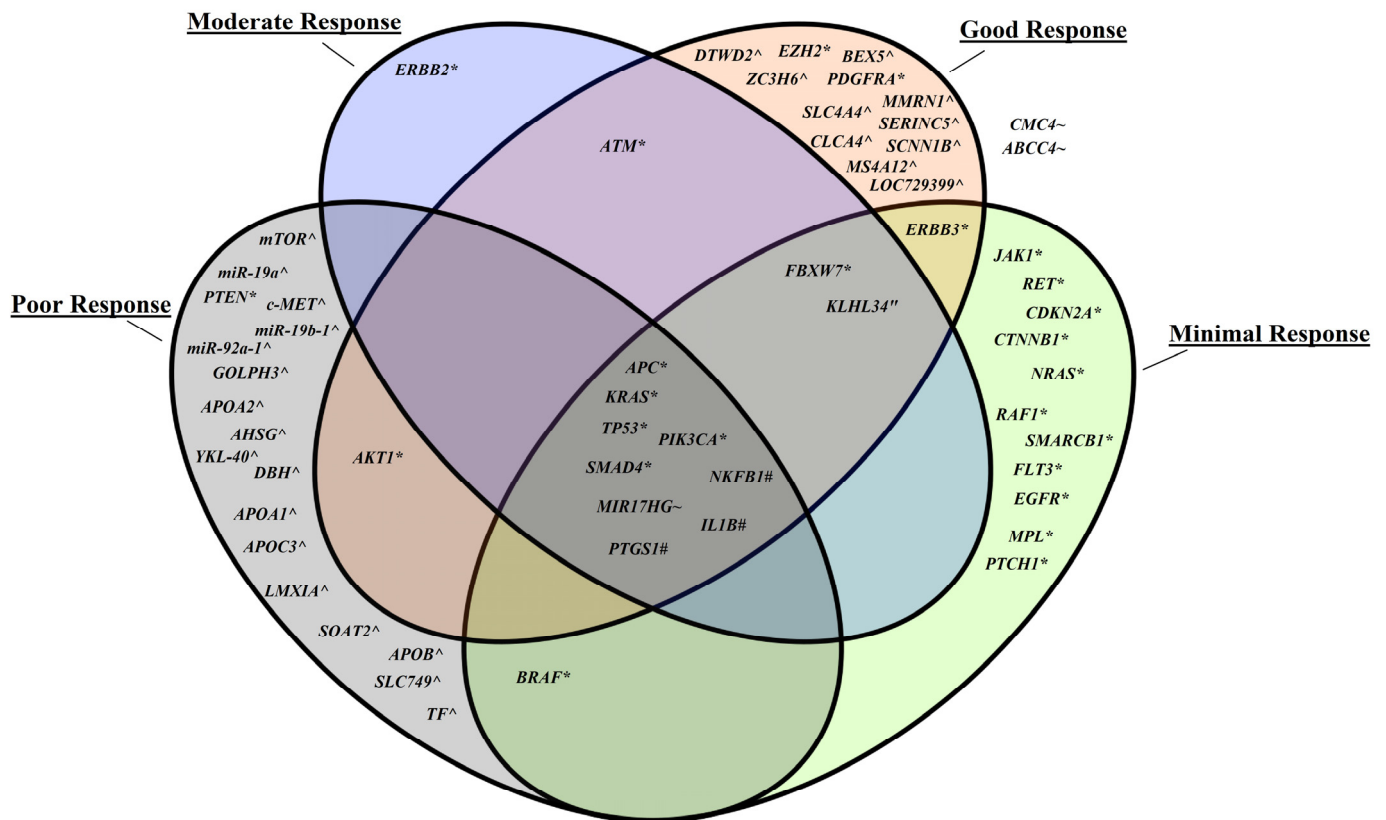 Moderate Response
Good Response
Poor Response
Minimal Response
ERBB2*
ATM*
DTWD2^
EZH2*
BEX5^
ZC3H6^
PDGFRA*
SLC4A4^
MMRN1^
SERINC5^
CLCA4^
SCNN1B^
MS4A12^
LOC729399^
CMC4~
ABCC4~
ERBB3*
FBXW7*
KLHL34"
mTOR^
miR-19a^
PTEN*
c-MET^
miR-19b-1^
miR-92a-1^
GOLPH3^
APOA2^
AHSG^
YKL-40^
DBH^
APOA1^
APOC3^
LMXIA^
SOAT2^
APOB^
SLC749^
TF^
AKT1*
APC*
KRAS*
TP53*
PIK3CA*
SMAD4*
NKFB1#
MIR17HG~
IL1B#
PTGS1#
BRAF*
JAK1*
RET*
CDKN2A*
CTNNB1*
NRAS*
RAF1*
SMARCB1*
FLT3*
EGFR*
MPL*
PTCH1*